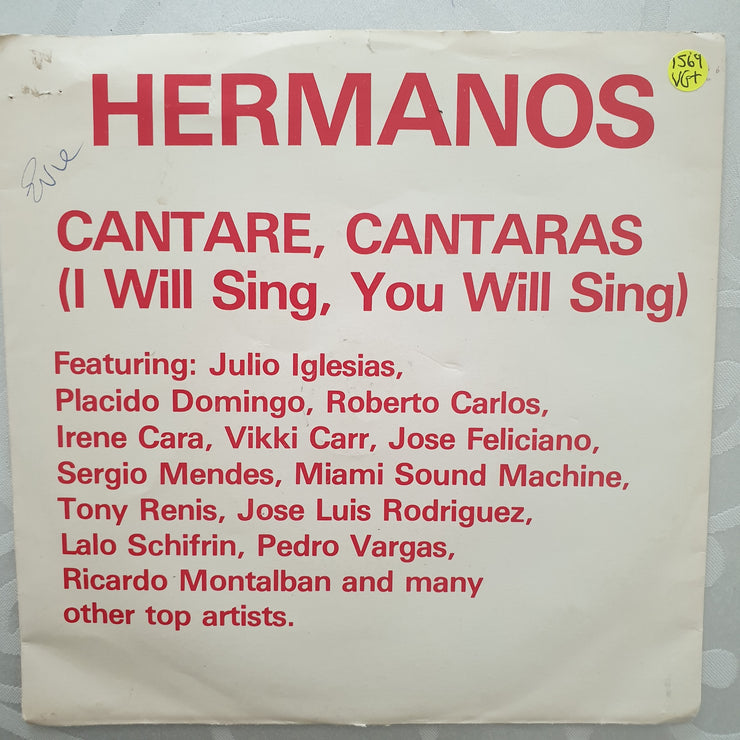 1569
VG+
HERMANOS
Evie
CANTARE, CANTARAS
(I Will Sing, You Will Sing)
Featuring: Julio Iglesias,
Placido Domingo, Roberto Carlos,
Irene Cara, Vikki Carr, Jose Feliciano,
Sergio Mendes, Miami Sound Machine,
Tony Renis, Jose Luis Rodriguez,
Lalo Schifrin, Pedro Vargas,
Ricardo Montalban and many
other top artists.